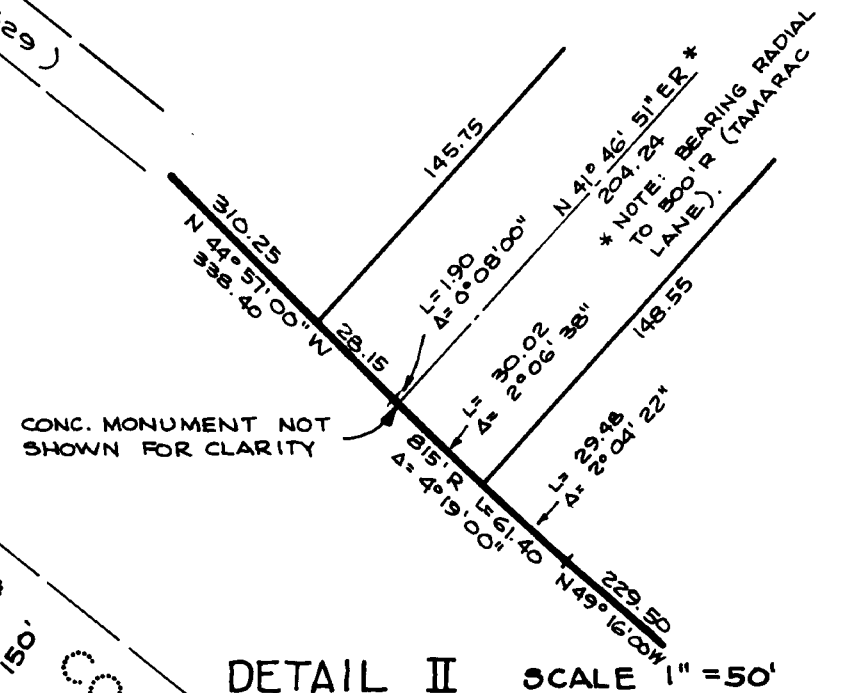 29 )
145.75
N 41° 46' 51" ER *
204.24
* NOTE: BEARING RADIAL
TO 500'R (TAMARAC
LANE).
310.25
N 44° 57' 00" W
338.40
L= 1.90
Δ= 0°08'00"
28.15
148.55
L= 30.02
Δ= 2° 06' 38"
CONC. MONUMENT NOT
SHOWN FOR CLARITY
L= 29.48
Δ= 2° 04' 22"
815' R L= 61.40
Δ= 4° 19' 00"
229.50
N 49° 16' 00 W
150'
DETAIL II SCALE 1" = 50'